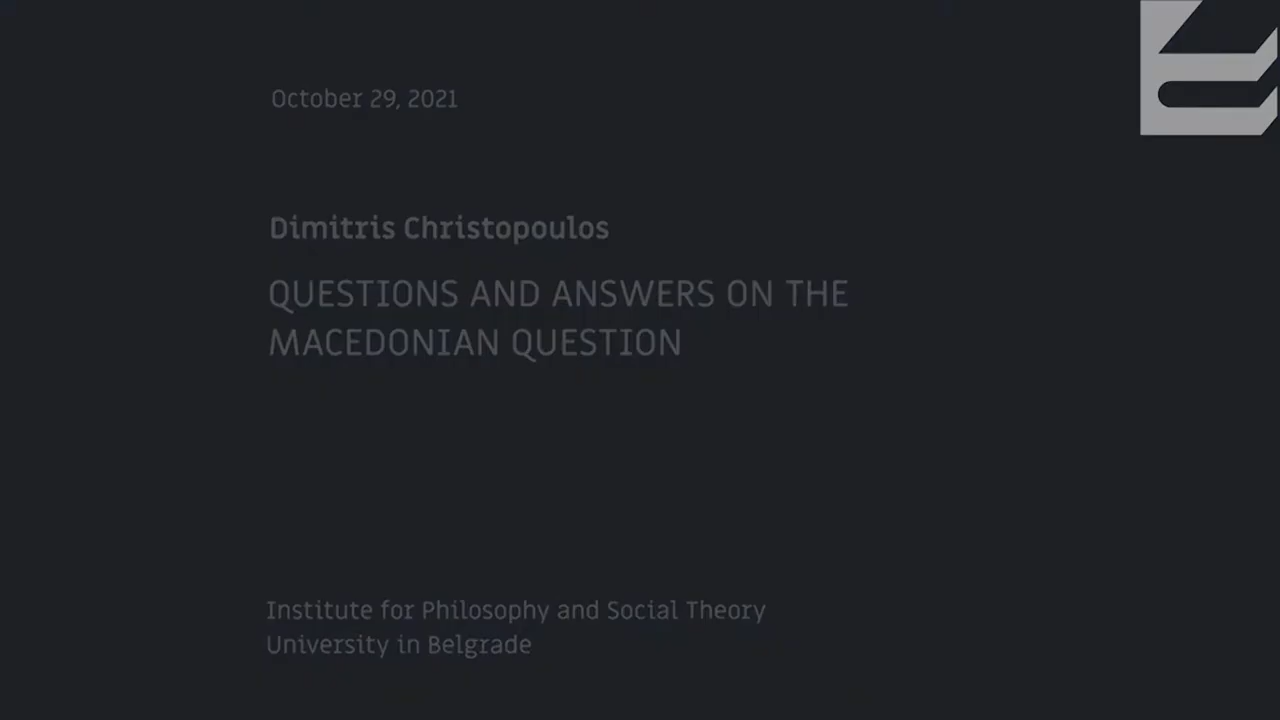 October 29, 2021
Dimitris Christopoulos
QUESTIONS AND ANSWERS ON THE
MACEDONIAN QUESTION
Institute for Philosophy and Social Theory
University in Belgrade